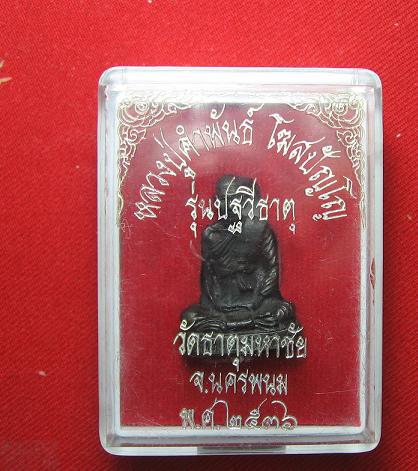 หลวงปู่คำพันธ์ โฆสปัญโญ
รุ่นปฐวีธาตุ
วัดธาตุมหาชัย
จ.นครพนม
พ.ศ.๒๕๓๖